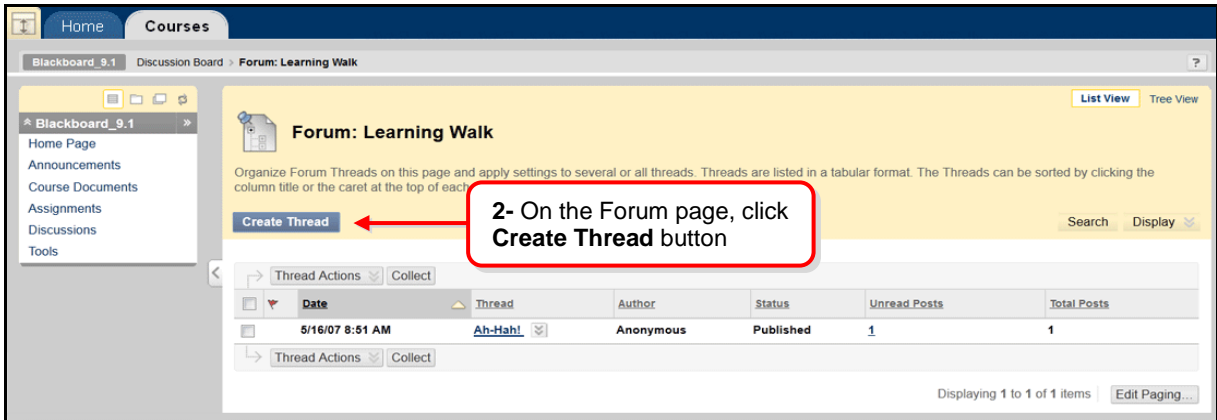 Home Courses
Blackboard_9.1 Discussion Board > Forum: Learning Walk ?
List View Tree View
Blackboard_9.1 »
Home Page
Announcements
Course Documents
Assignments
Discussions
Tools
Forum: Learning Walk
Organize Forum Threads on this page and apply settings to several or all threads. Threads are listed in a tabular format. The Threads can be sorted by clicking the
column title or the caret at the top of each
Create Thread
2- On the Forum page, click
Create Thread button
Search Display
Thread Actions Collect
Date Thread Author Status Unread Posts Total Posts
5/16/07 8:51 AM Ah-Hah! Anonymous Published 1 1
Thread Actions Collect
Displaying 1 to 1 of 1 items Edit Paging...